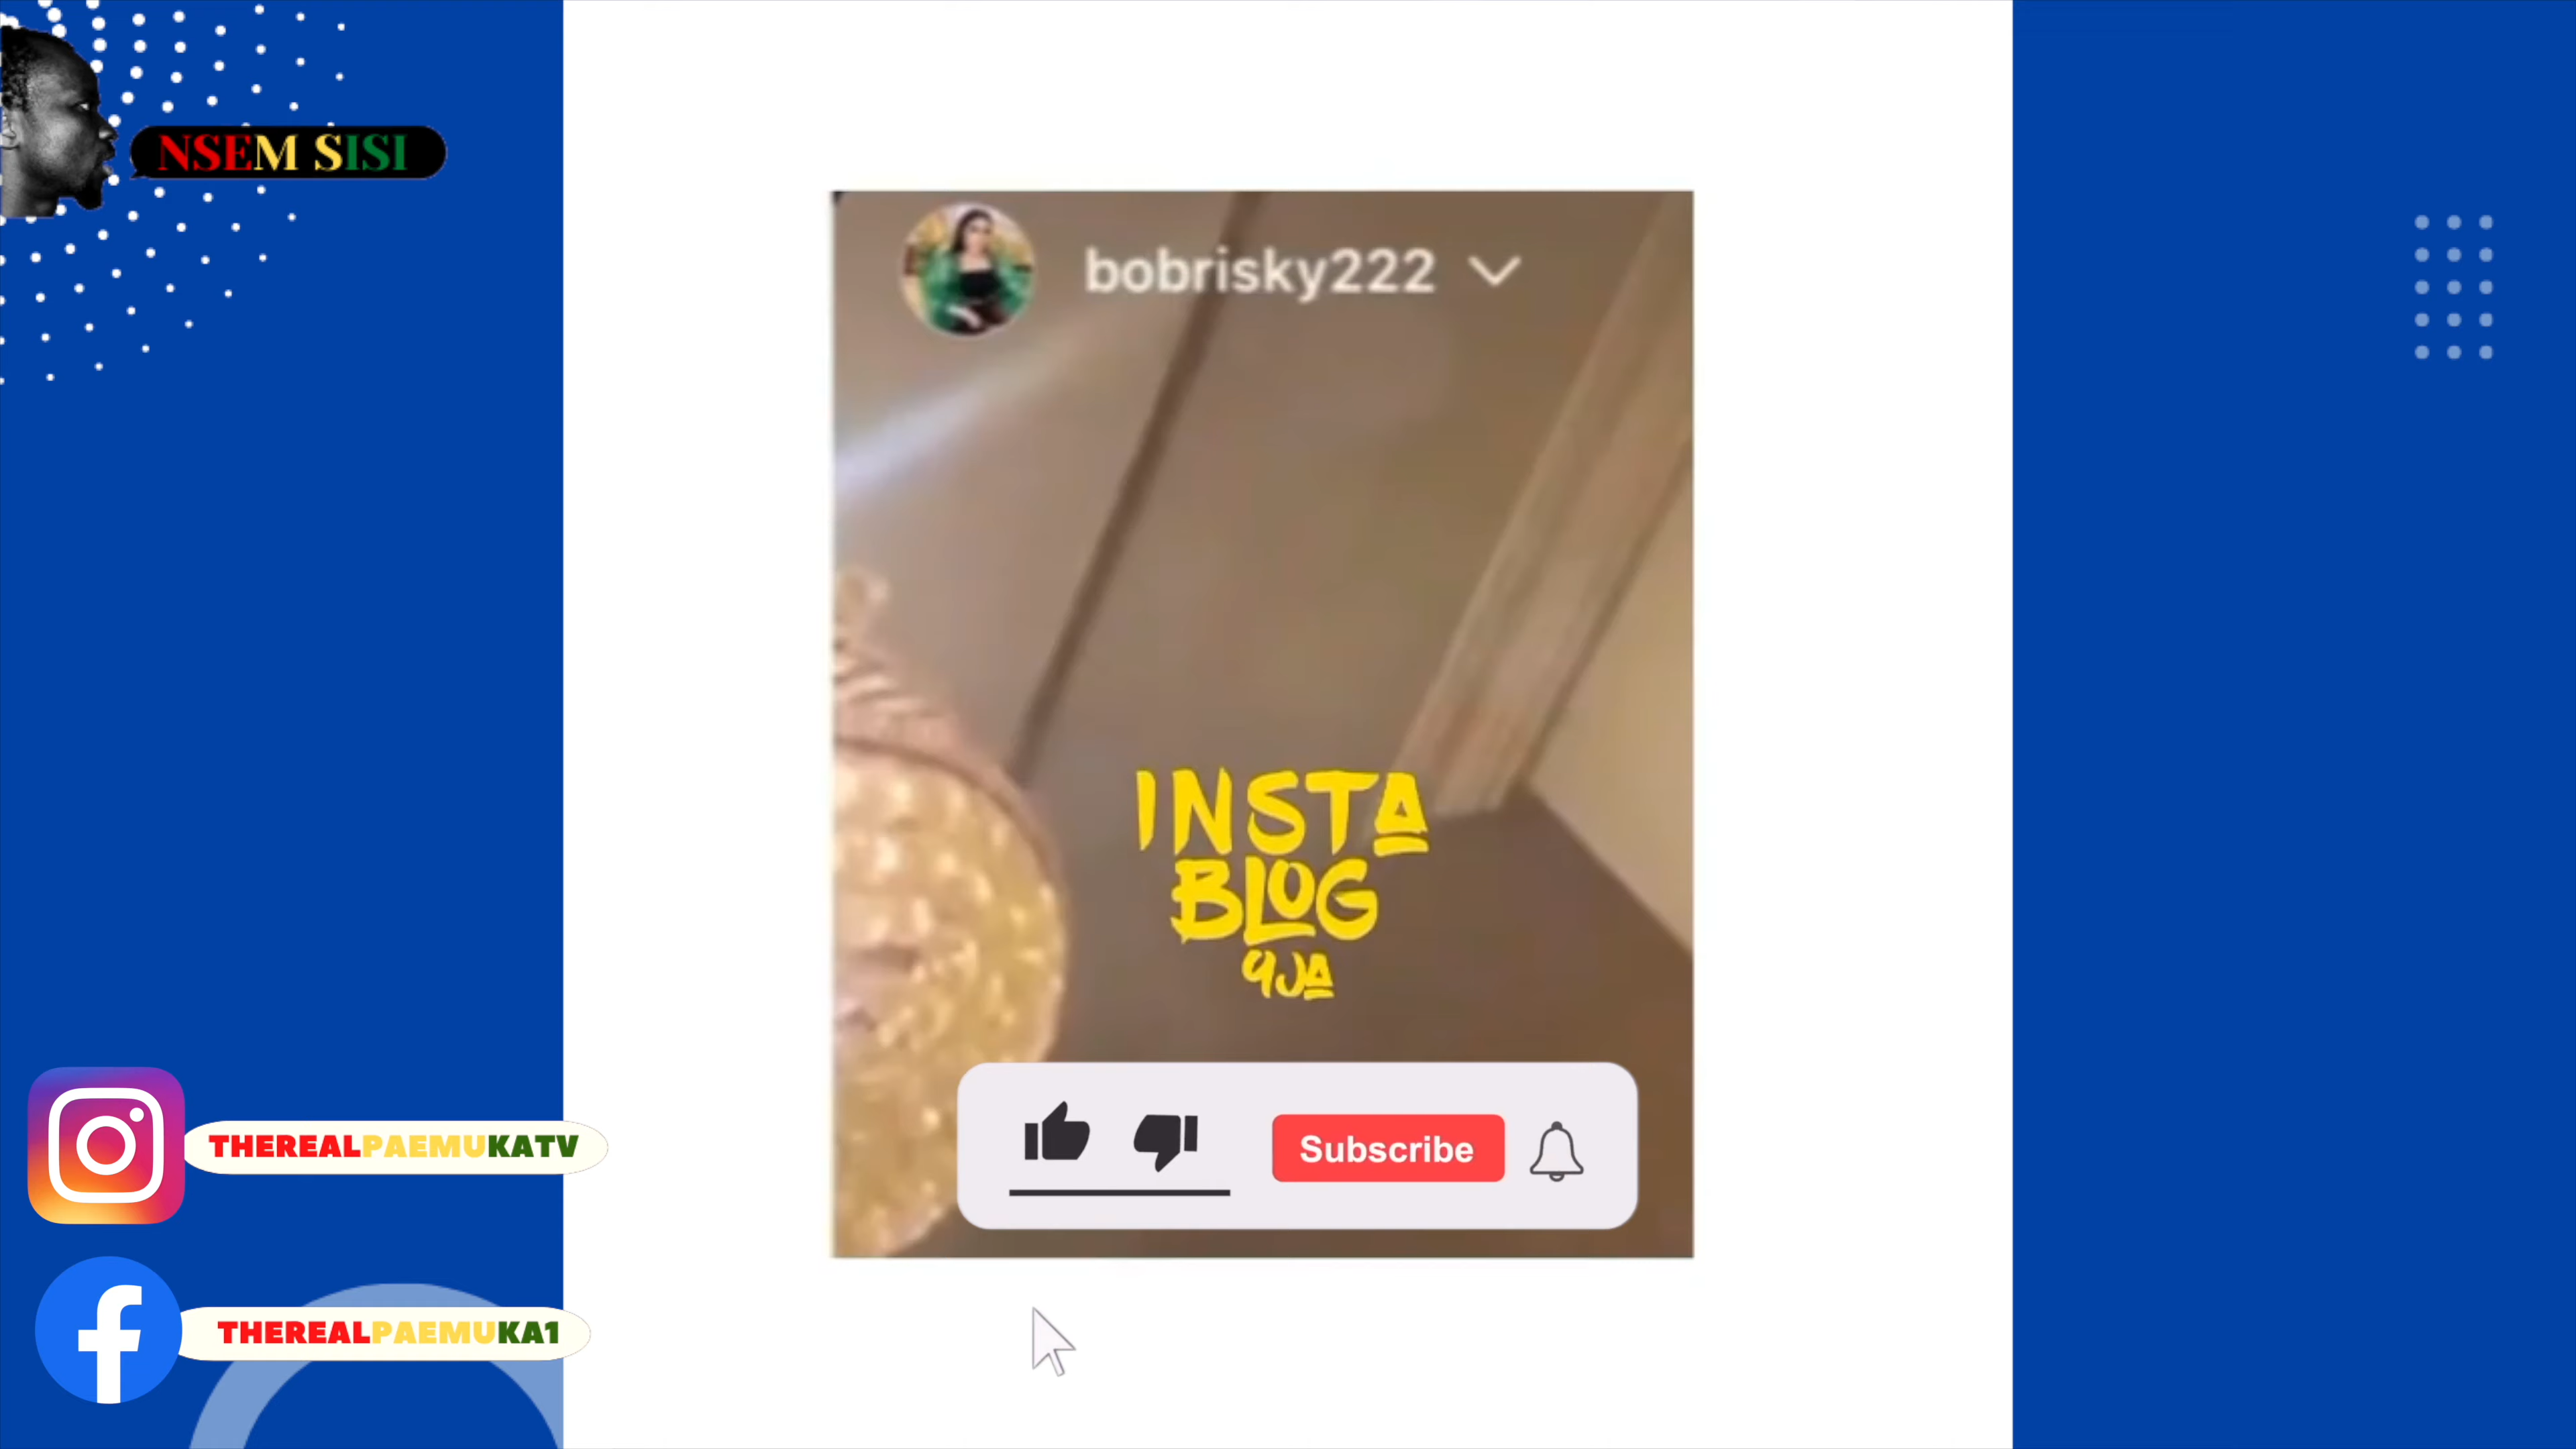 NSEM SISI
bobrisky222
INSTA
BLOG
9JA
Subscribe
THEREALPAEMUKATV
THEREALPAEMUKA1